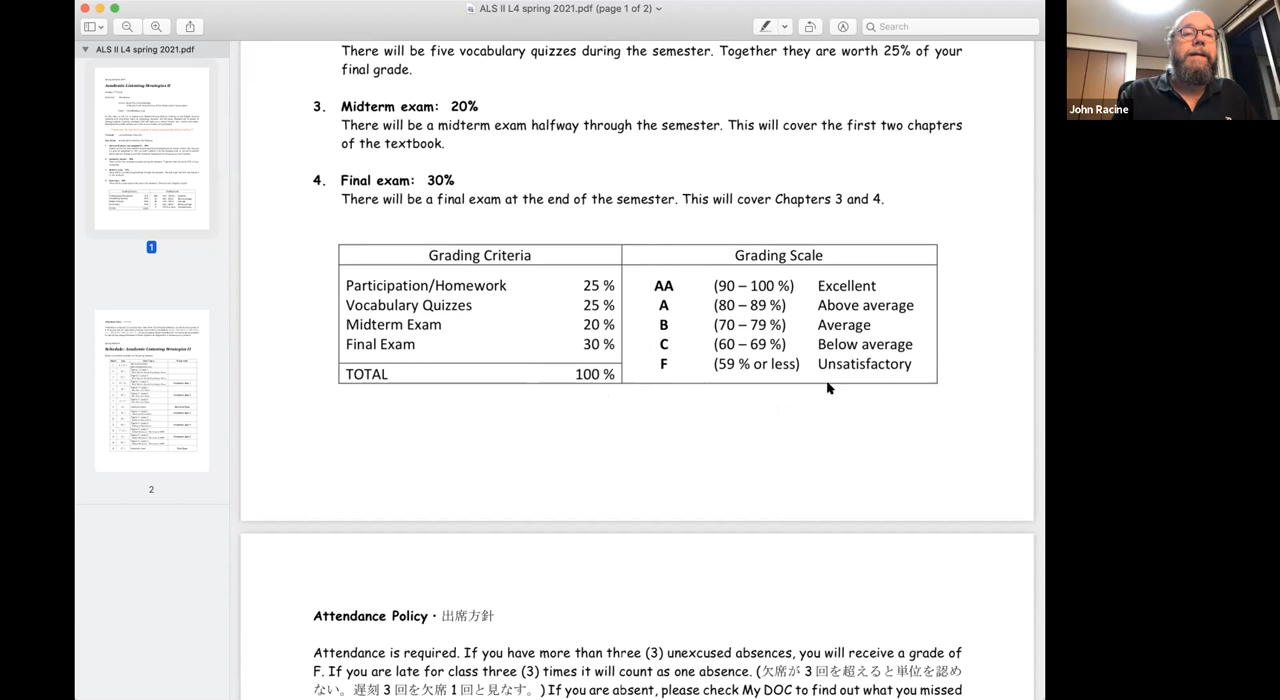 ALS II L4 spring 2021.pdf (page 1 of 2)
Search
ALS II L4 spring 2021.pdf
1
2
There will be five vocabulary quizzes during the semester. Together they are worth 25% of your
final grade.
3. Midterm exam: 20%
There will be a midterm exam halfway through the semester. This will cover the first two chapters
of the textbook.
4. Final exam: 30%
There will be a final exam at the end of the semester. This will cover Chapters 3 and 4.
Grading Criteria Grading Scale
Participation/Homework 25 % AA (90 – 100 %) Excellent
Vocabulary Quizzes 25 % A (80 – 89 %) Above average
Midterm Exam 20 % B (70 – 79 %) Average
Final Exam 30 % C (60 – 69 %) Below average
F (59 % or less) Unsatisfactory
TOTAL 100 %
Attendance Policy・出席方針
Attendance is required. If you have more than three (3) unexcused absences, you will receive a grade of
F. If you are late for class three (3) times it will count as one absence. (欠席が 3 回を超えると単位を認め
ない。遅刻 3 回を欠席 1 回と見なす。) If you are absent, please check My DOC to find out what you missed
John Racine